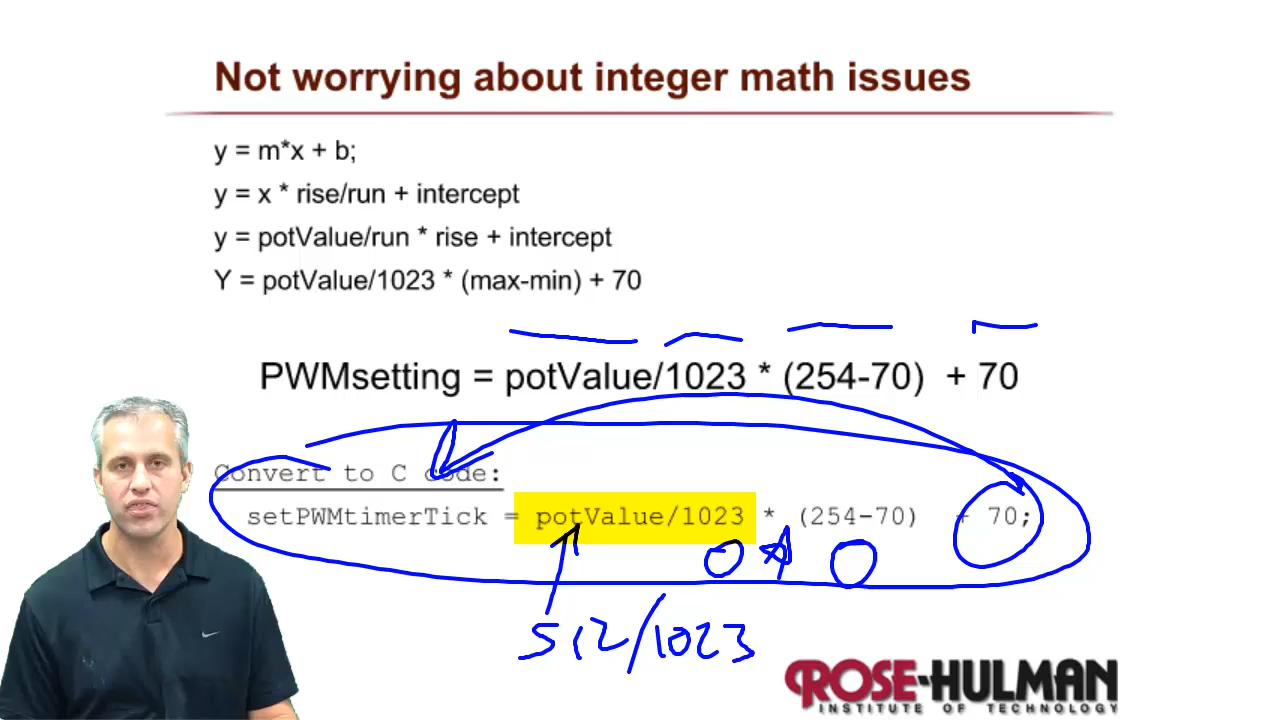 Not worrying about integer math issues
y = m*x + b;
y = x * rise/run + intercept
y = potValue/run * rise + intercept
Y = potValue/1023 * (max-min) + 70
PWMsetting = potValue/1023 * (254-70) + 70
Convert to C code:
setPWMtimerTick = potValue/1023 * (254-70) + 70;
0 * 0
512/1023
ROSE-HULMAN
INSTITUTE OF TECHNOLOGY